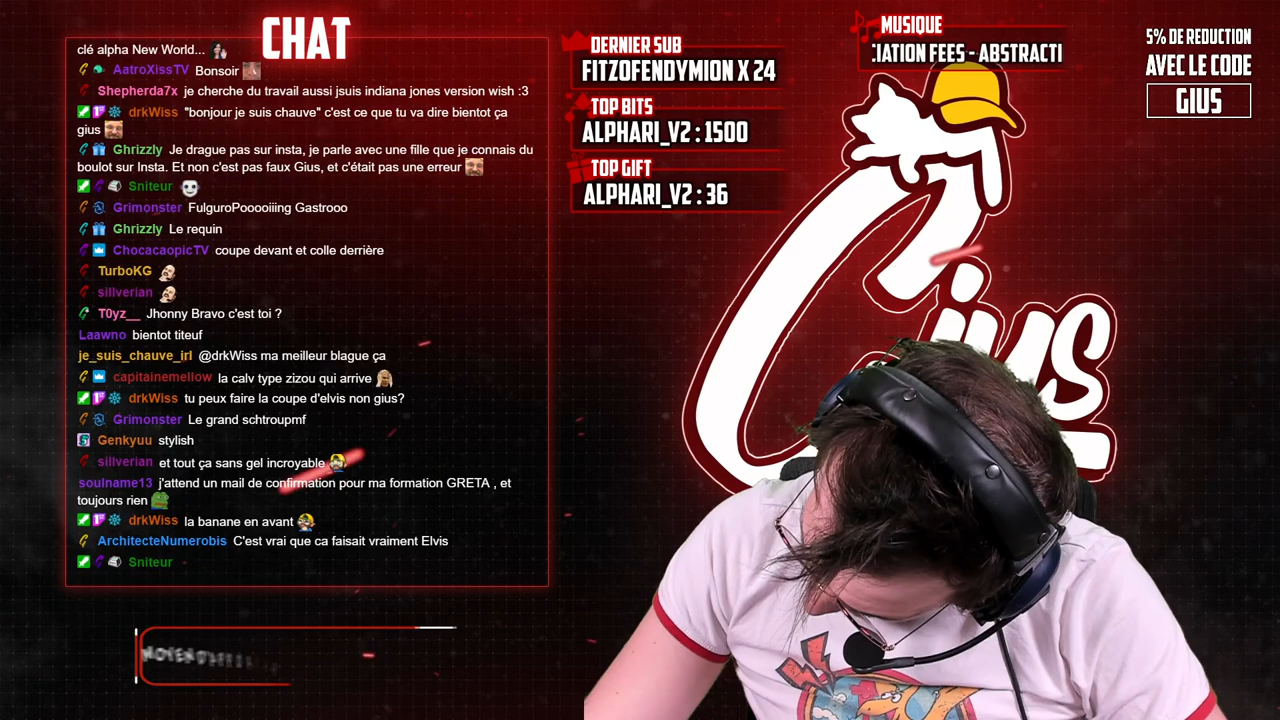 CHAT
clé alpha New World...
AatroXissTV Bonsoir
Shepherda7x je cherche du travail aussi jsuis indiana jones version wish :3
drkWiss "bonjour je suis chauve" c'est ce que tu va dire bientot ça
gius
Ghrizzly Je drague pas sur insta, je parle avec une fille que je connais du
boulot sur Insta. Et non c'est pas faux Gius, et c'était pas une erreur
Sniteur
Grimonster FulguroPooooiiing Gastrooo
Ghrizzly Le requin
ChocacaopicTV coupe devant et colle derrière
TurboKG
sillverian
T0yz__ Jhonny Bravo c'est toi ?
Laawno bientot titeuf
je_suis_chauve_irl @drkWiss ma meilleur blague ça
capitainemellow la calv type zizou qui arrive
drkWiss tu peux faire la coupe d'elvis non gius?
Grimonster Le grand schtroupmf
Genkyuu stylish
sillverian et tout ça sans gel incroyable
soulname13 j'attend un mail de confirmation pour ma formation GRETA , et
toujours rien
drkWiss la banane en avant
ArchitecteNumerobis C'est vrai que ca faisait vraiment Elvis
Sniteur
DERNIER SUB
FITZOFENDYMION X 24
TOP BITS
ALPHARI_V2 : 1500
TOP GIFT
ALPHARI_V2 : 36
MUSIQUE
CIATION FEES - ABSTRACTI
5% DE REDUCTION
AVEC LE CODE
GIUS
Gius